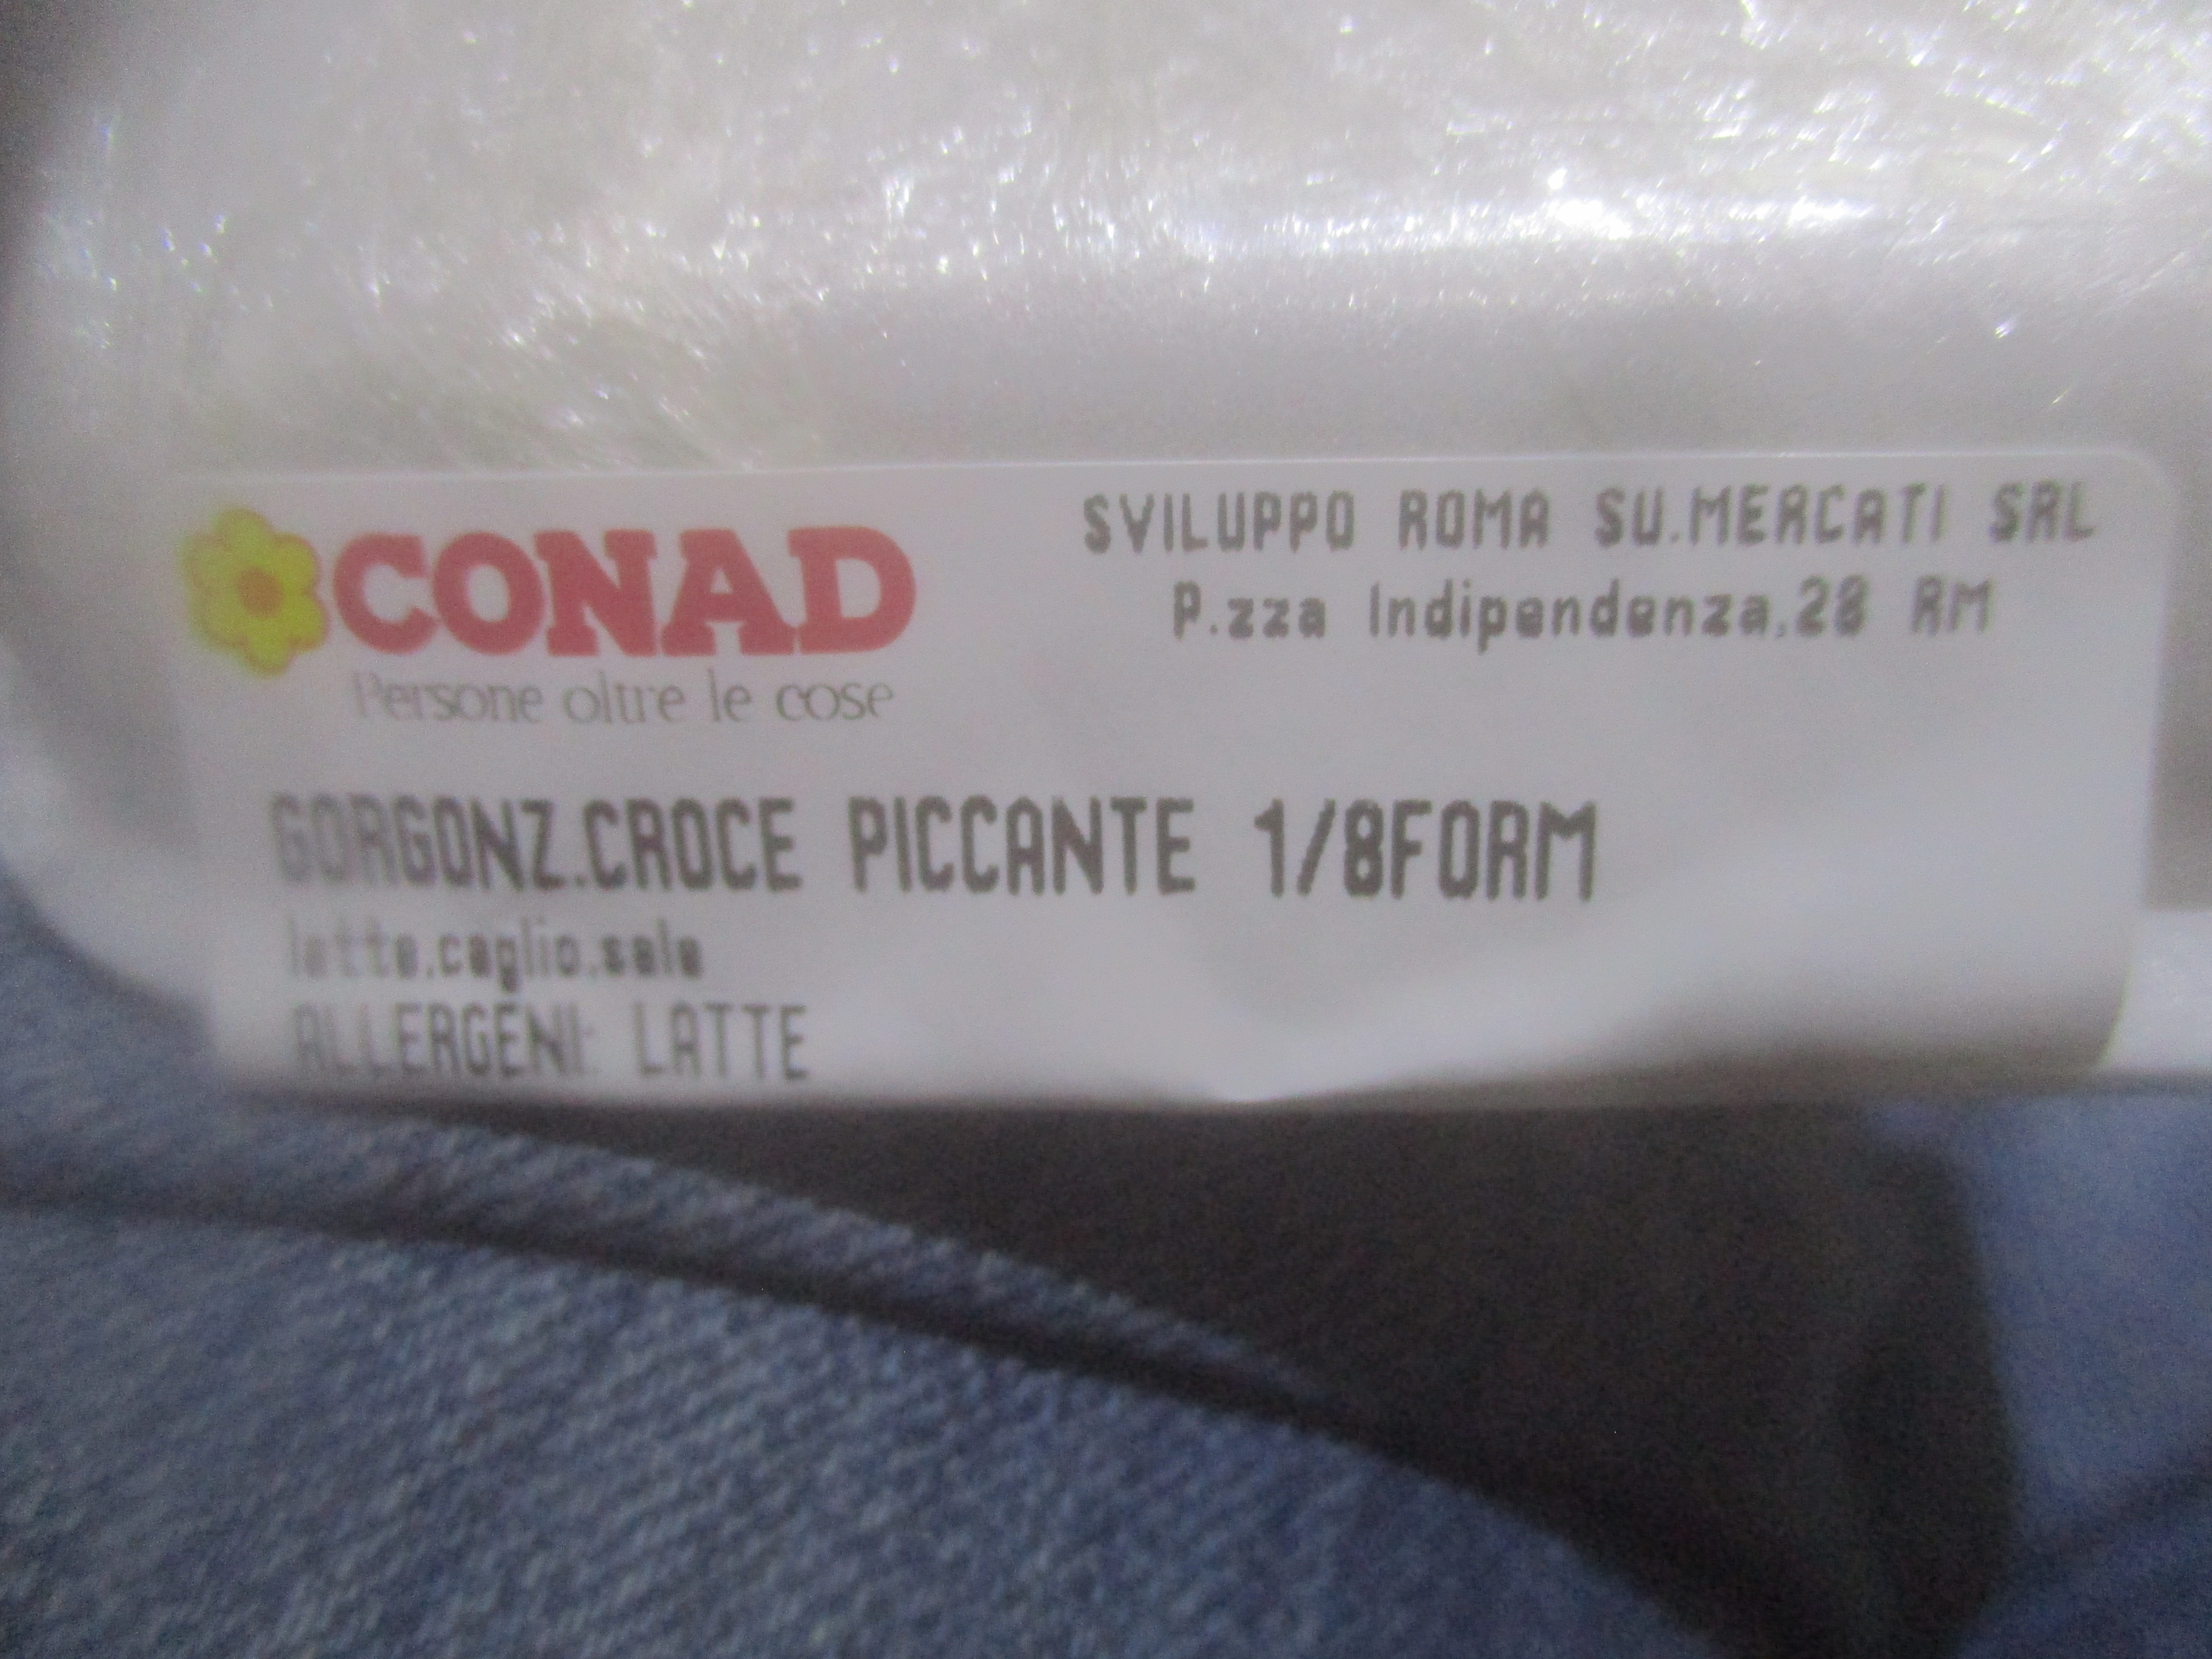 CONAD
Persone oltre le cose
SVILUPPO ROMA SU.MERCATI SRL
P.zza Indipendenza,28 RM
GORGONZ.CROCE PICCANTE 1/8FORM
latte,caglio,sale
ALLERGENI: LATTE